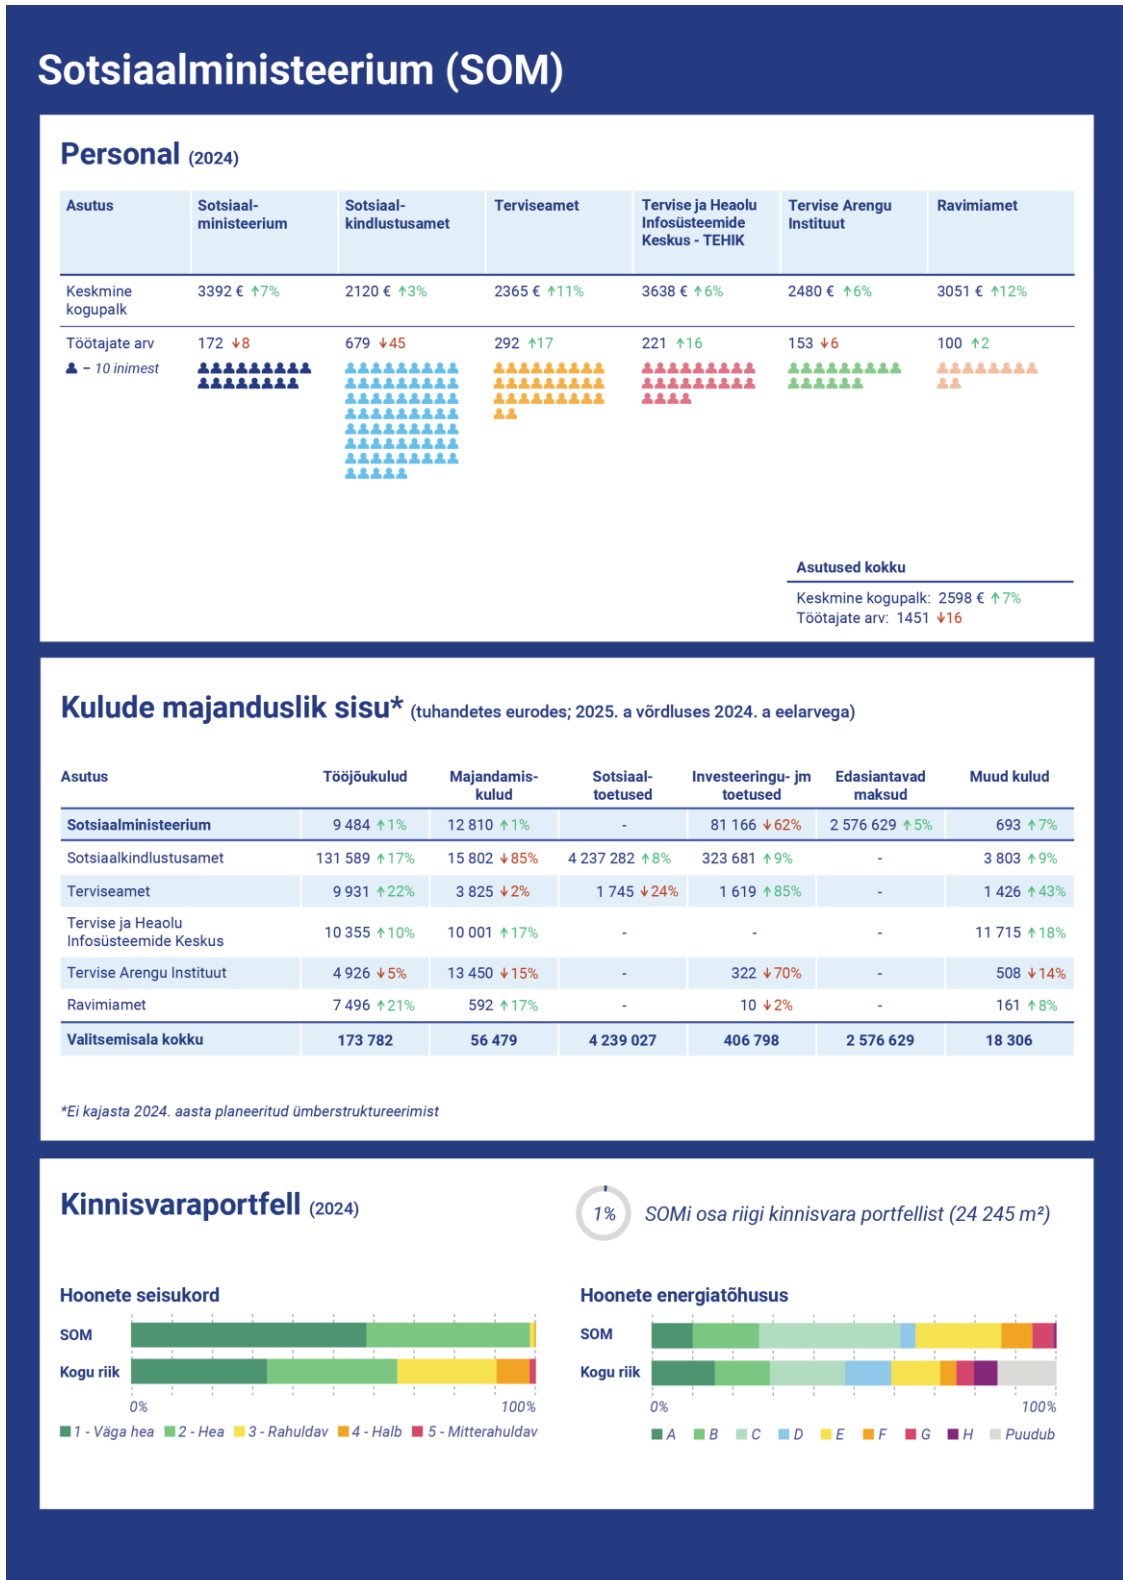 Sotsiaalministeerium (SOM)
Personal (2024)
Asutus
Sotsiaal-
ministeerium
Sotsiaal-
kindlustusamet
Terviseamet
Tervise ja Heaolu
Infosüsteemide
Keskus - TEHIK
Tervise Arengu
Instituut
Ravimiamet
Keskmine
kogupalk
3392 € ↑7%
2120 € ↑3%
2365 € ↑11%
3638 € ↑6%
2480 € ↑6%
3051 € ↑12%
Töötajate arv
172 ↓8
679 ↓45
292 ↑17
221 ↑16
153 ↓6
100 ↑2
– 10 inimest
Asutused kokku
Keskmine kogupalk: 2598 € ↑7%
Töötajate arv: 1451 ↓16
Kulude majanduslik sisu* (tuhandetes eurodes; 2025. a võrdluses 2024. a eelarvega)
Asutus
Tööjõukulud
Majandamis-
kulud
Sotsiaal-
toetused
Investeeringu- jm
toetused
Edasiantavad
maksud
Muud kulud
Sotsiaalministeerium 9 484 ↑1% 12 810 ↑1% - 81 166 ↓62% 2 576 629 ↑5% 693 ↑7%
Sotsiaalkindlustusamet 131 589 ↑17% 15 802 ↓85% 4 237 282 ↑8% 323 681 ↑9% - 3 803 ↑9%
Terviseamet 9 931 ↑22% 3 825 ↓2% 1 745 ↓24% 1 619 ↑85% - 1 426 ↑43%
Tervise ja Heaolu
Infosüsteemide Keskus 10 355 ↑10% 10 001 ↑17% - - - 11 715 ↑18%
Tervise Arengu Instituut 4 926 ↓5% 13 450 ↓15% - 322 ↓70% - 508 ↓14%
Ravimiamet 7 496 ↑21% 592 ↑17% - 10 ↓2% - 161 ↑8%
Valitsemisala kokku 173 782 56 479 4 239 027 406 798 2 576 629 18 306
*Ei kajasta 2024. aasta planeeritud ümberstruktureerimist
Kinnisvaraportfell (2024)
1% SOMi osa riigi kinnisvara portfellist (24 245 m²)
Hoonete seisukord
SOM
Kogu riik
0% 100%
1 - Väga hea 2 - Hea 3 - Rahuldav 4 - Halb 5 - Mitterahuldav
Hoonete energiatõhusus
SOM
Kogu riik
0% 100%
A B C D E F G H Puudub